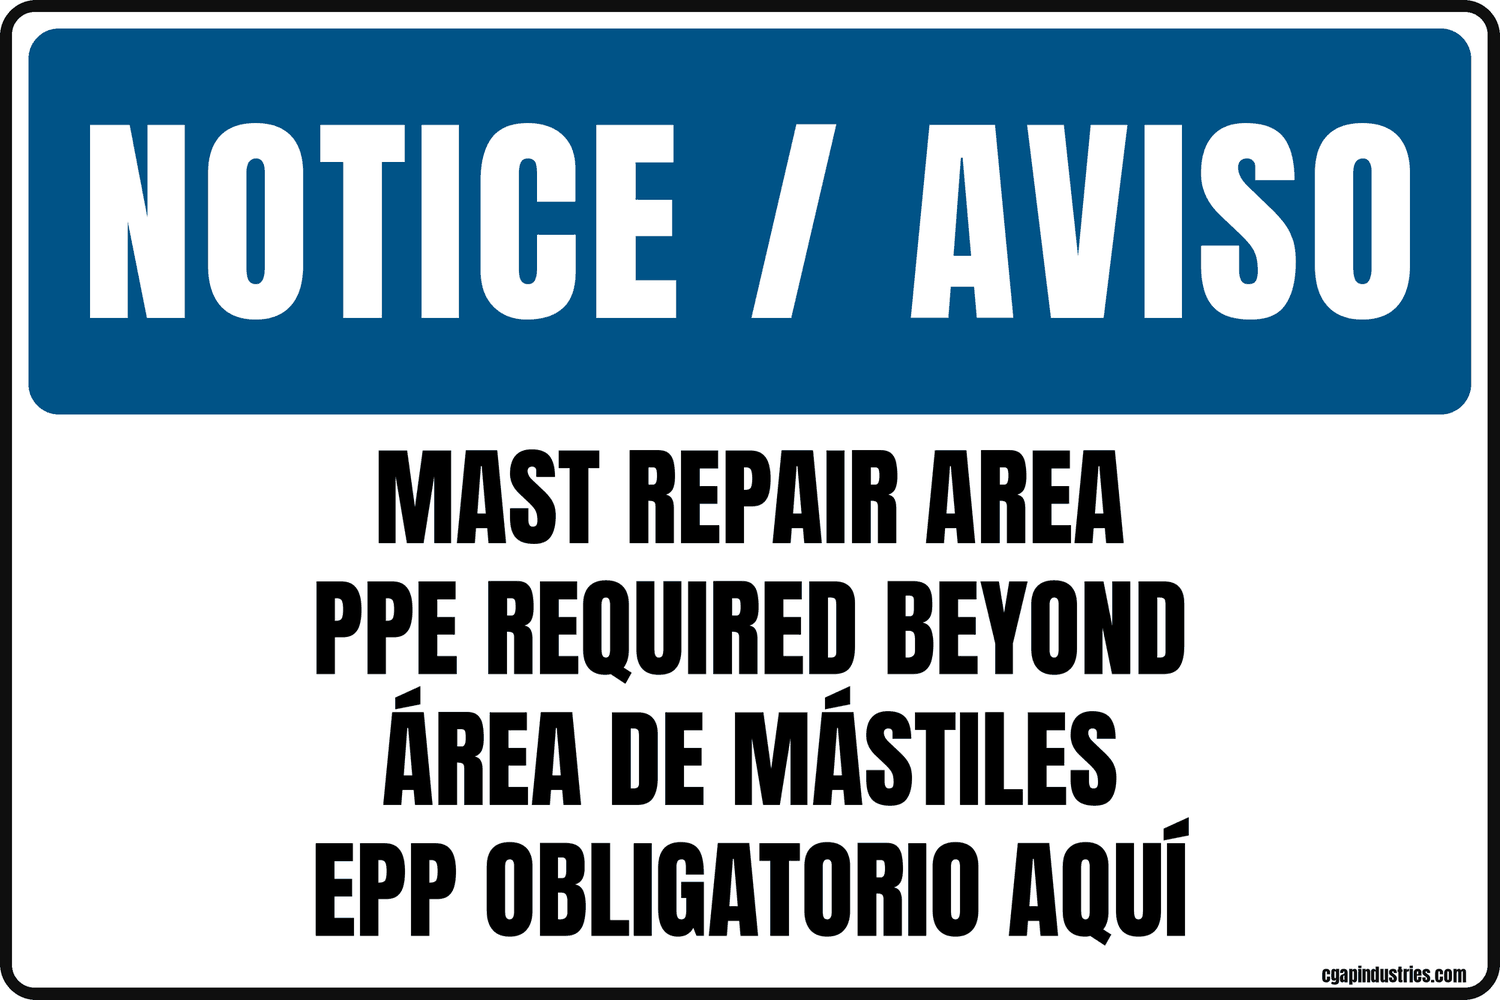 NOTICE / AVISO
MAST REPAIR AREA
PPE REQUIRED BEYOND
ÁREA DE MÁSTILES
EPP OBLIGATORIO AQUÍ
cgapindustries.com